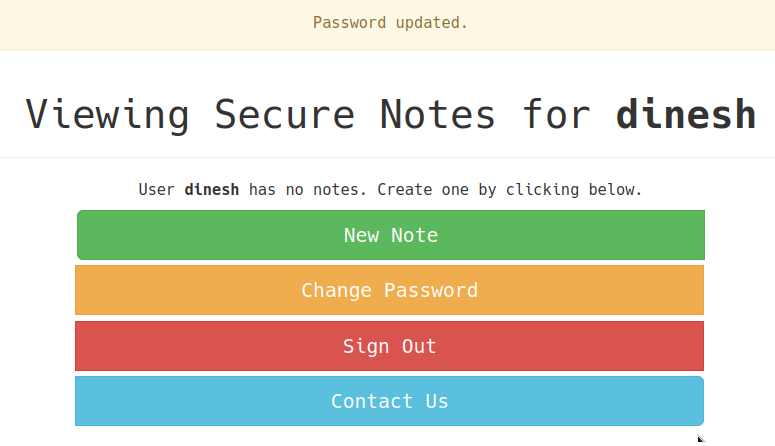 Password updated.
Viewing Secure Notes for dinesh
User dinesh has no notes. Create one by clicking below.
New Note
Change Password
Sign Out
Contact Us